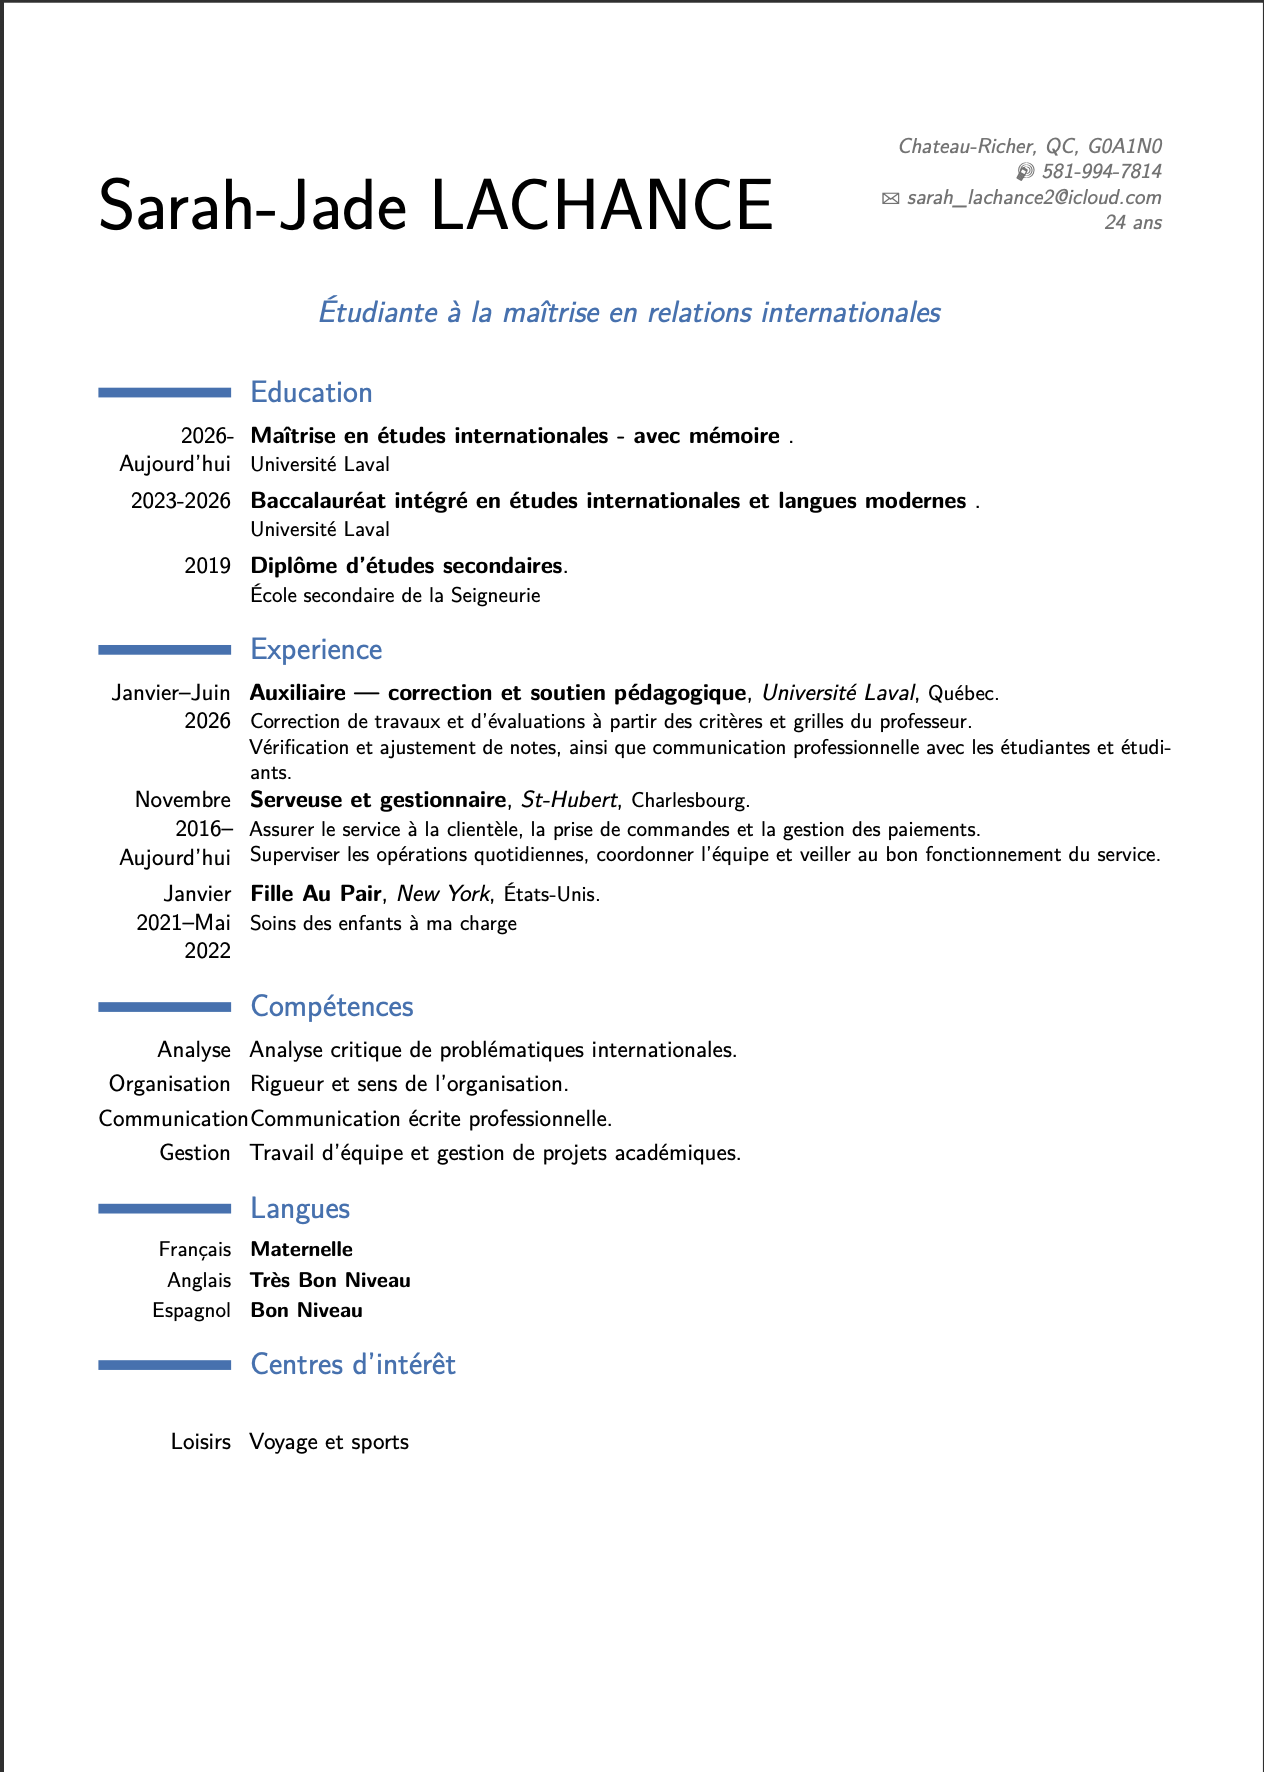 Chateau-Richer, QC, G0A1N0
581-994-7814
sarah_lachance2@icloud.com
24 ans
Sarah-Jade LACHANCE
Étudiante à la maîtrise en relations internationales
Education
2026- Maîtrise en études internationales - avec mémoire .
Aujourd'hui Université Laval
2023-2026 Baccalauréat intégré en études internationales et langues modernes .
Université Laval
2019 Diplôme d'études secondaires.
École secondaire de la Seigneurie
Experience
Janvier–Juin Auxiliaire — correction et soutien pédagogique, Université Laval, Québec.
2026 Correction de travaux et d'évaluations à partir des critères et grilles du professeur.
Vérification et ajustement de notes, ainsi que communication professionnelle avec les étudiantes et étudi-
ants.
Novembre Serveuse et gestionnaire, St-Hubert, Charlesbourg.
2016– Assurer le service à la clientèle, la prise de commandes et la gestion des paiements.
Aujourd'hui Superviser les opérations quotidiennes, coordonner l'équipe et veiller au bon fonctionnement du service.
Janvier Fille Au Pair, New York, États-Unis.
2021–Mai Soins des enfants à ma charge
2022
Compétences
Analyse Analyse critique de problématiques internationales.
Organisation Rigueur et sens de l'organisation.
Communication Communication écrite professionnelle.
Gestion Travail d'équipe et gestion de projets académiques.
Langues
Français Maternelle
Anglais Très Bon Niveau
Espagnol Bon Niveau
Centres d'intérêt
Loisirs Voyage et sports